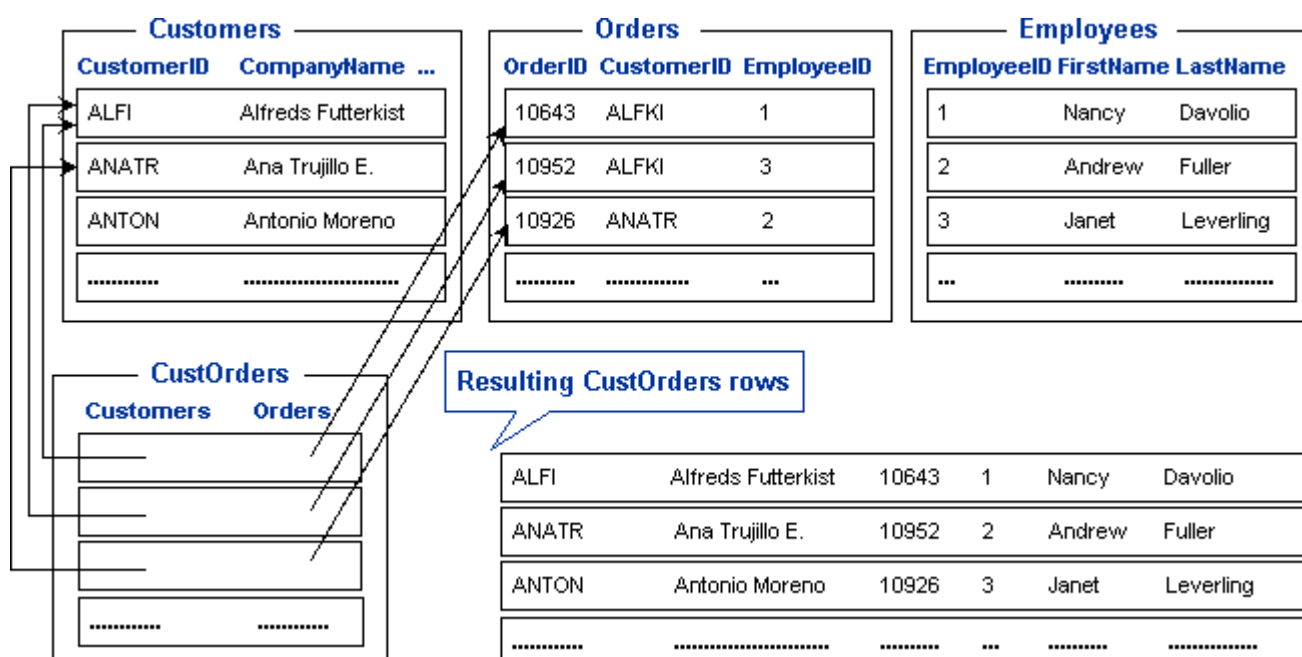 Customers
CustomerID CompanyName ...
ALFI Alfreds Futterkist
ANATR Ana Trujillo E.
ANTON Antonio Moreno
............ ..........................
Orders
OrderID CustomerID EmployeeID
10643 ALFKI 1
10952 ALFKI 3
10926 ANATR 2
.......... .............. ...
Employees
EmployeeID FirstName LastName
1 Nancy Davolio
2 Andrew Fuller
3 Janet Leverling
... .......... ...............
CustOrders
Customers Orders
............ ............
Resulting CustOrders rows
ALFI Alfreds Futterkist 10643 1 Nancy Davolio
ANATR Ana Trujillo E. 10952 2 Andrew Fuller
ANTON Antonio Moreno 10926 3 Janet Leverling
............ .......................... .......... ... .......... ...............